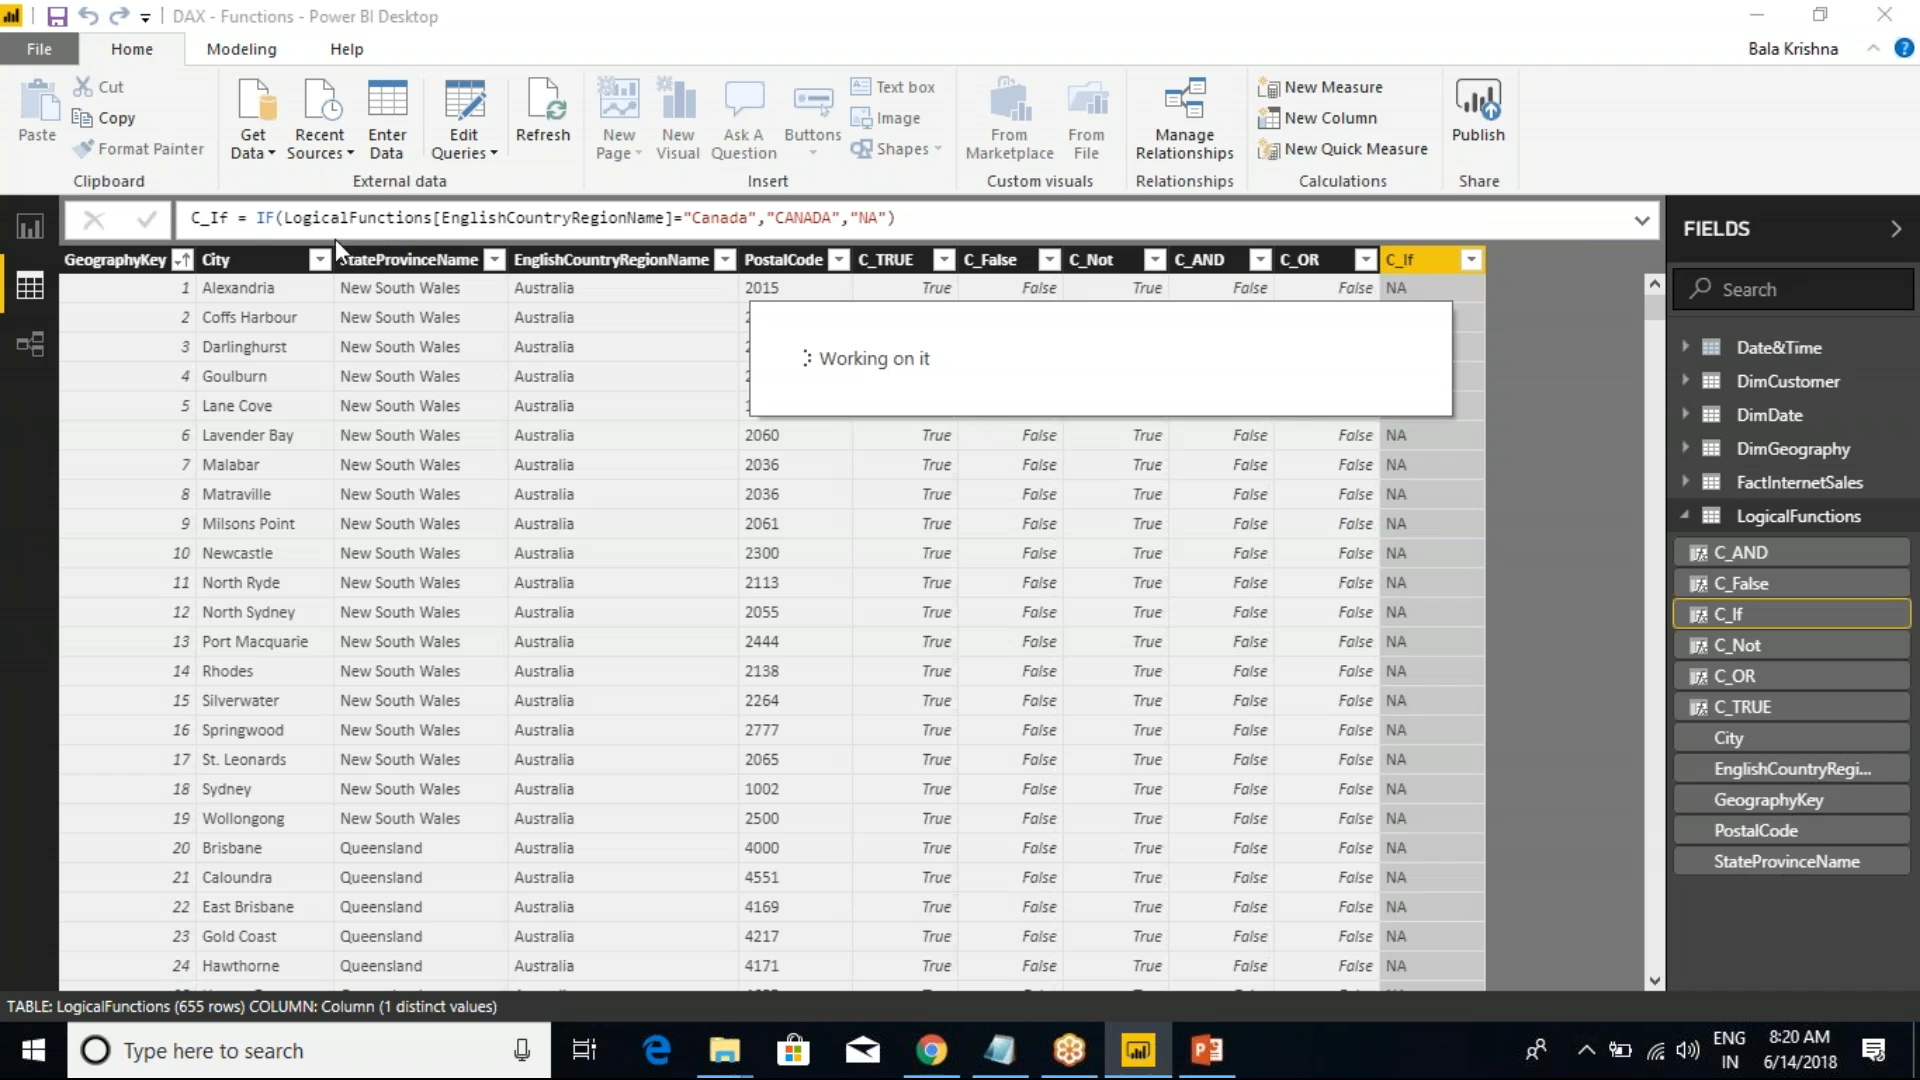 DAX - Functions - Power BI Desktop
File Home Modeling Help Bala Krishna
Paste Cut Copy Format Painter Clipboard
Get Data Recent Sources Enter Data Edit Queries Refresh External data
New Page New Visual Ask A Question Buttons Text box Image Shapes Insert
From Marketplace From File Custom visuals
Manage Relationships Relationships
New Measure New Column New Quick Measure Calculations
Publish Share
C_If = IF(LogicalFunctions[EnglishCountryRegionName]="Canada","CANADA","NA")
GeographyKey City StateProvinceName EnglishCountryRegionName PostalCode C_TRUE C_False C_Not C_AND C_OR C_If
1 Alexandria New South Wales Australia 2015 True False True False False NA
2 Coffs Harbour New South Wales Australia
3 Darlinghurst New South Wales Australia
4 Goulburn New South Wales Australia
5 Lane Cove New South Wales Australia
Working on it
6 Lavender Bay New South Wales Australia 2060 True False True False False NA
7 Malabar New South Wales Australia 2036 True False True False False NA
8 Matraville New South Wales Australia 2036 True False True False False NA
9 Milsons Point New South Wales Australia 2061 True False True False False NA
10 Newcastle New South Wales Australia 2300 True False True False False NA
11 North Ryde New South Wales Australia 2113 True False True False False NA
12 North Sydney New South Wales Australia 2055 True False True False False NA
13 Port Macquarie New South Wales Australia 2444 True False True False False NA
14 Rhodes New South Wales Australia 2138 True False True False False NA
15 Silverwater New South Wales Australia 2264 True False True False False NA
16 Springwood New South Wales Australia 2777 True False True False False NA
17 St. Leonards New South Wales Australia 2065 True False True False False NA
18 Sydney New South Wales Australia 1002 True False True False False NA
19 Wollongong New South Wales Australia 2500 True False True False False NA
20 Brisbane Queensland Australia 4000 True False True False False NA
21 Caloundra Queensland Australia 4551 True False True False False NA
22 East Brisbane Queensland Australia 4169 True False True False False NA
23 Gold Coast Queensland Australia 4217 True False True False False NA
24 Hawthorne Queensland Australia 4171 True False True False False NA
FIELDS
Search
Date&Time
DimCustomer
DimDate
DimGeography
FactInternetSales
LogicalFunctions
C_AND
C_False
C_If
C_Not
C_OR
C_TRUE
City
EnglishCountryRegi...
GeographyKey
PostalCode
StateProvinceName
TABLE: LogicalFunctions (655 rows) COLUMN: Column (1 distinct values)
Type here to search
ENG
IN
8:20 AM
6/14/2018